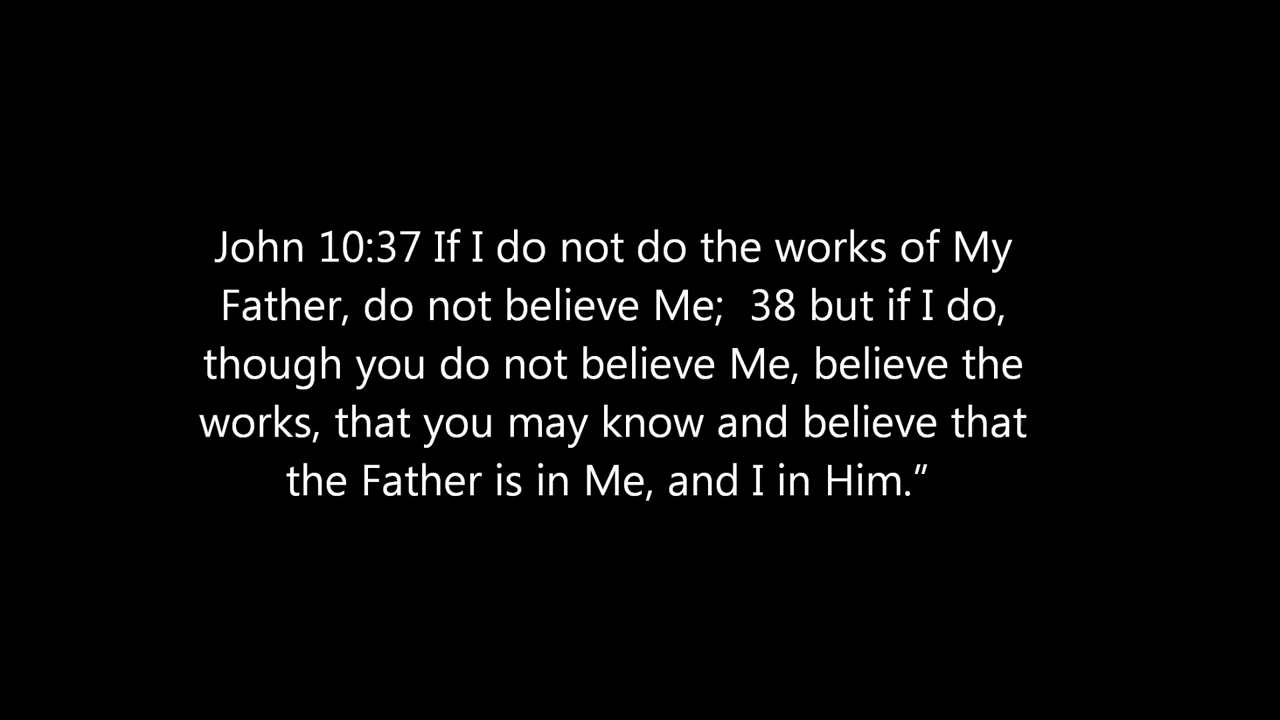 John 10:37 If I do not do the works of My
Father, do not believe Me;  38 but if I do,
though you do not believe Me, believe the
works, that you may know and believe that
the Father is in Me, and I in Him.”